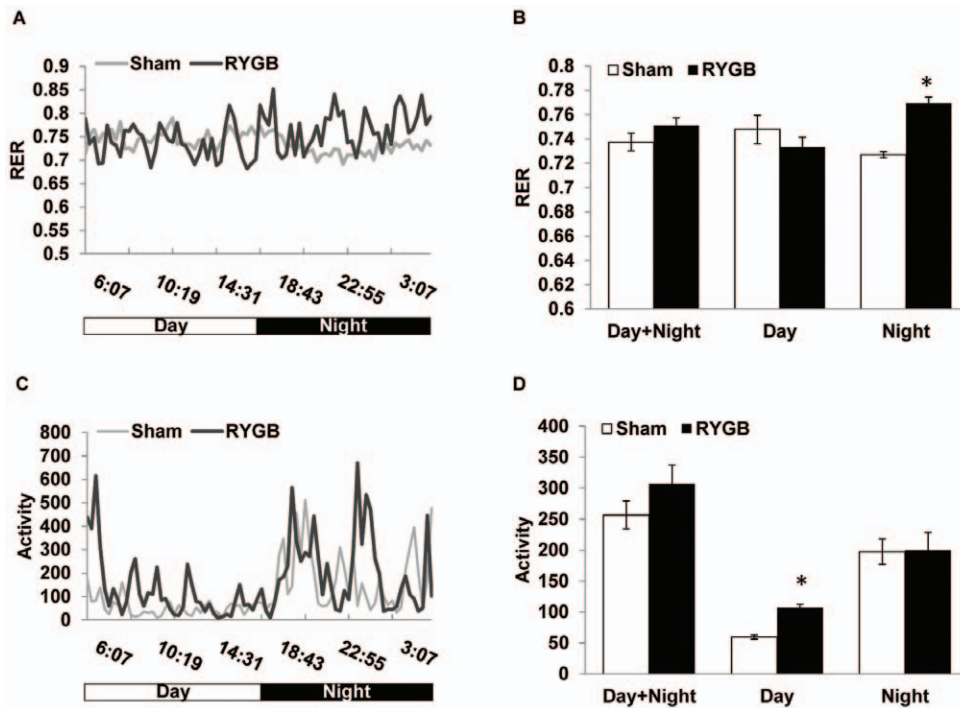 A
Sham RYGB
0.9
0.85
0.8
0.75
0.7
0.65
0.6
0.55
0.5
RER
6:07 10:19 14:31 18:43 22:55 3:07
Day Night
B
Sham RYGB
0.8
0.78
0.76
0.74
0.72
0.7
0.68
0.66
0.64
0.62
0.6
RER
*
Day+Night Day Night
C
Sham RYGB
800
700
600
500
400
300
200
100
0
Activity
6:07 10:19 14:31 18:43 22:55 3:07
Day Night
D
Sham RYGB
400
350
300
250
200
150
100
50
0
Activity
*
Day+Night Day Night